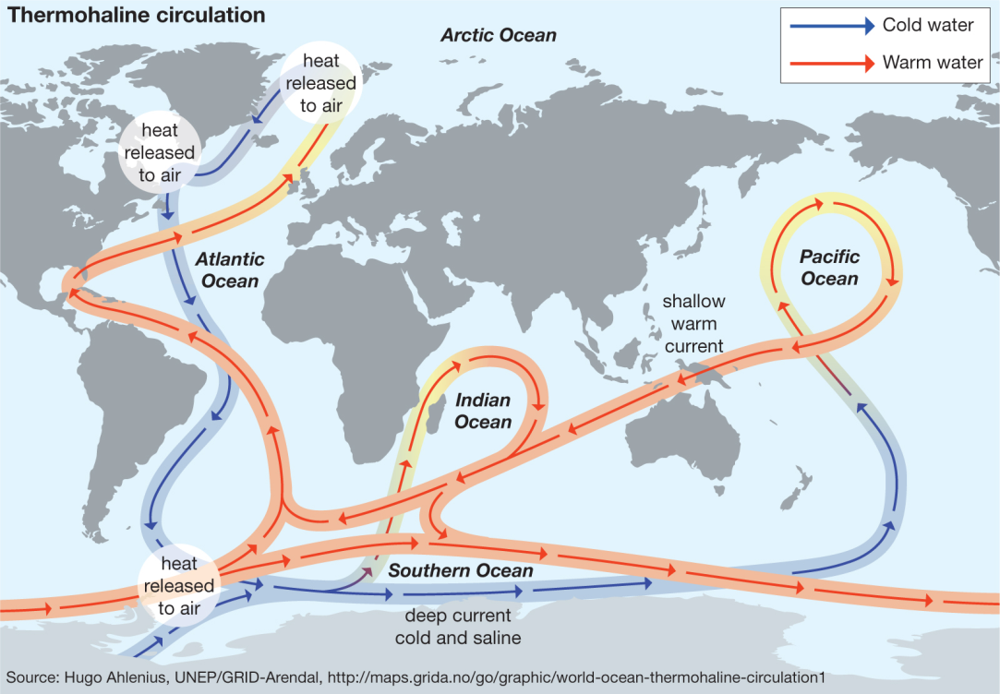 Thermohaline circulation
Arctic Ocean
Cold water
Warm water
heat
released
to air
heat
released
to air
Atlantic
Ocean
Pacific
Ocean
shallow
warm
current
Indian
Ocean
heat
released
to air
Southern Ocean
deep current
cold and saline
Source: Hugo Ahlenius, UNEP/GRID-Arendal, http://maps.grida.no/go/graphic/world-ocean-thermohaline-circulation1